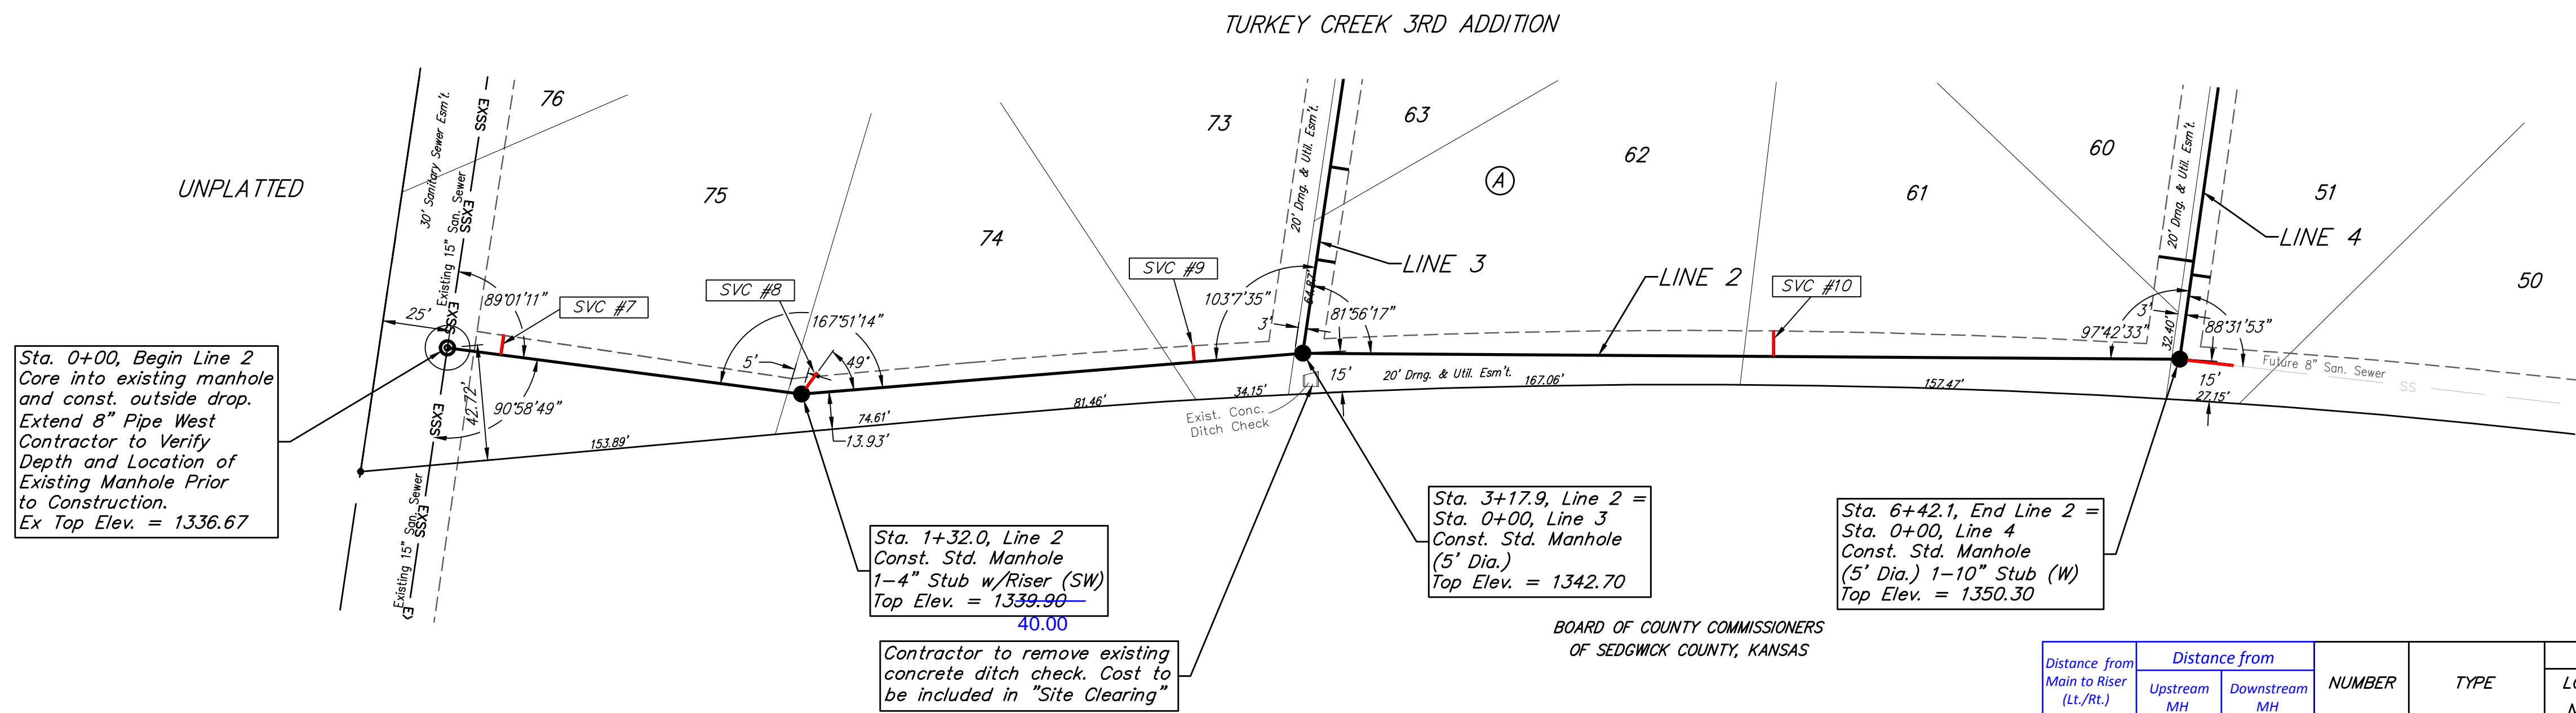 TURKEY CREEK 3RD ADDITION
UNPLATTED
30' Sanitary Sewer Esm't.
EXSS
EXSS
EXSS
EXSS
EXSS
Existing 15" San. Sewer
Existing 15" San. Sewer
76
75
74
73
63
62
61
60
51
50
A
20' Drng. & Util. Esm't.
20' Drng. & Util. Esm't.
20' Drng. & Util. Esm't.
LINE 3
LINE 2
LINE 4
SVC #7
SVC #8
SVC #9
SVC #10
25'
89°01'11"
90°58'49"
42.72'
153.89'
5'
167°51'14"
49°
74.61'
13.93'
81.46'
34.15'
103°7'35"
3'
64.87'
81°56'17"
15'
167.06'
157.47'
97°42'33"
3'
32.40'
88°31'53"
15'
27.15'
Future 8" San. Sewer
SS
Exist. Conc.
Ditch Check
Sta. 0+00, Begin Line 2
Core into existing manhole
and const. outside drop.
Extend 8" Pipe West
Contractor to Verify
Depth and Location of
Existing Manhole Prior
to Construction.
Ex Top Elev. = 1336.67
Sta. 1+32.0, Line 2
Const. Std. Manhole
1-4" Stub w/Riser (SW)
Top Elev. = 1339.90
40.00
Contractor to remove existing
concrete ditch check. Cost to
be included in "Site Clearing"
Sta. 3+17.9, Line 2 =
Sta. 0+00, Line 3
Const. Std. Manhole
(5' Dia.)
Top Elev. = 1342.70
Sta. 6+42.1, End Line 2 =
Sta. 0+00, Line 4
Const. Std. Manhole
(5' Dia.) 1-10" Stub (W)
Top Elev. = 1350.30
BOARD OF COUNTY COMMISSIONERS
OF SEDGWICK COUNTY, KANSAS
Distance from
Main to Riser
(Lt./Rt.)
Distance from
Upstream
MH
Downstream
MH
NUMBER
TYPE